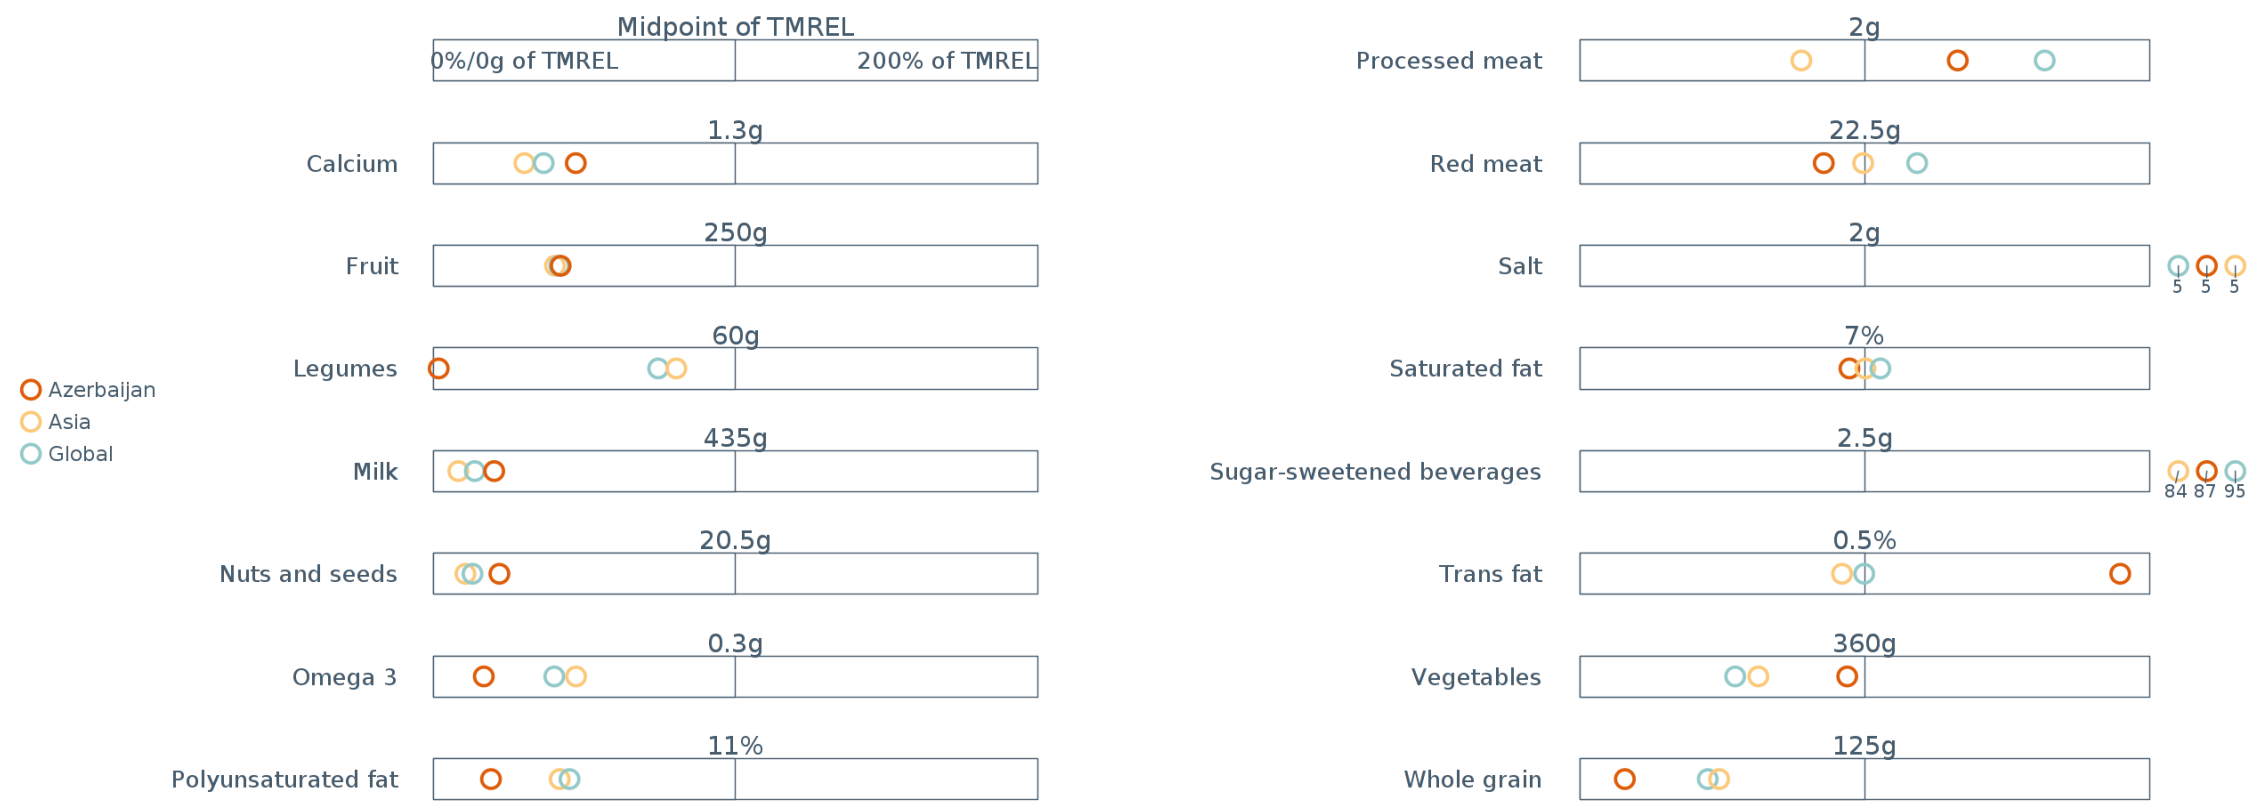 Midpoint of TMREL
0%/0g of TMREL
200% of TMREL
Calcium
1.3g
Fruit
250g
Legumes
60g
Milk
435g
Nuts and seeds
20.5g
Omega 3
0.3g
Polyunsaturated fat
11%
Azerbaijan
Asia
Global
Processed meat
2g
Red meat
22.5g
Salt
2g
5 5 5
Saturated fat
7%
Sugar-sweetened beverages
2.5g
84 87 95
Trans fat
0.5%
Vegetables
360g
Whole grain
125g